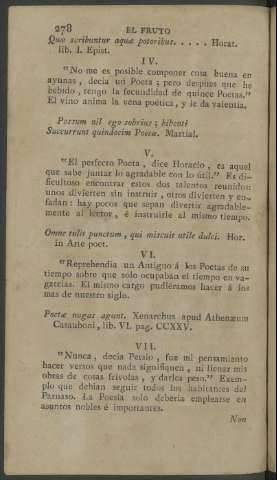 278 EL FRUTO
Quæ scribuntur aquæ potoribus. . . . . Horat.
lib. I. Epist.
IV.
"No me es posible componer cosa buena en
ayunas, decia un Poeta; pero despues que he
bebido, tengo la fecundidad de quince Poetas."
El vino anima la vena poética, y le da valentia.
Poetum nil ego sobrius; bibenti
Succurrunt quindecim Poetæ. Martial.
V.
"El perfecto Poeta, dice Horacio, es aquel
que sabe juntar lo agradable con lo útil." Es di-
ficultoso encontrar estos dos talentos reunidos:
unos divierten sin instruir, otros divierten y en-
fadan: hay pocos que sepan divertir agradable-
mente al lector, é instruirle al mismo tiempo.
Omne tulit punctum, qui miscuit utile dulci. Hor.
in Arte poet.
VI.
"Reprehendia un Antiguo á los Poetas de su
tiempo sobre que solo ocupaban el tiempo en va-
gatelas. El mismo cargo pudiéramos hacer á los
mas de nuestro siglo.
Poetæ nugas agunt. Xenarchus apud Athenæum
Casauboni, lib. VI. pag. CCXXV.
VII.
"Nunca, decia Persio, fue mi pensamiento
hacer versos que nada signifiquen, ni llenar mis
obras de cosas frívolas, y darles peso." Exem-
plo que debian seguir todos los habitantes del
Parnaso. La Poesía solo deberia emplearse en
asuntos nobles é importantes.
Non